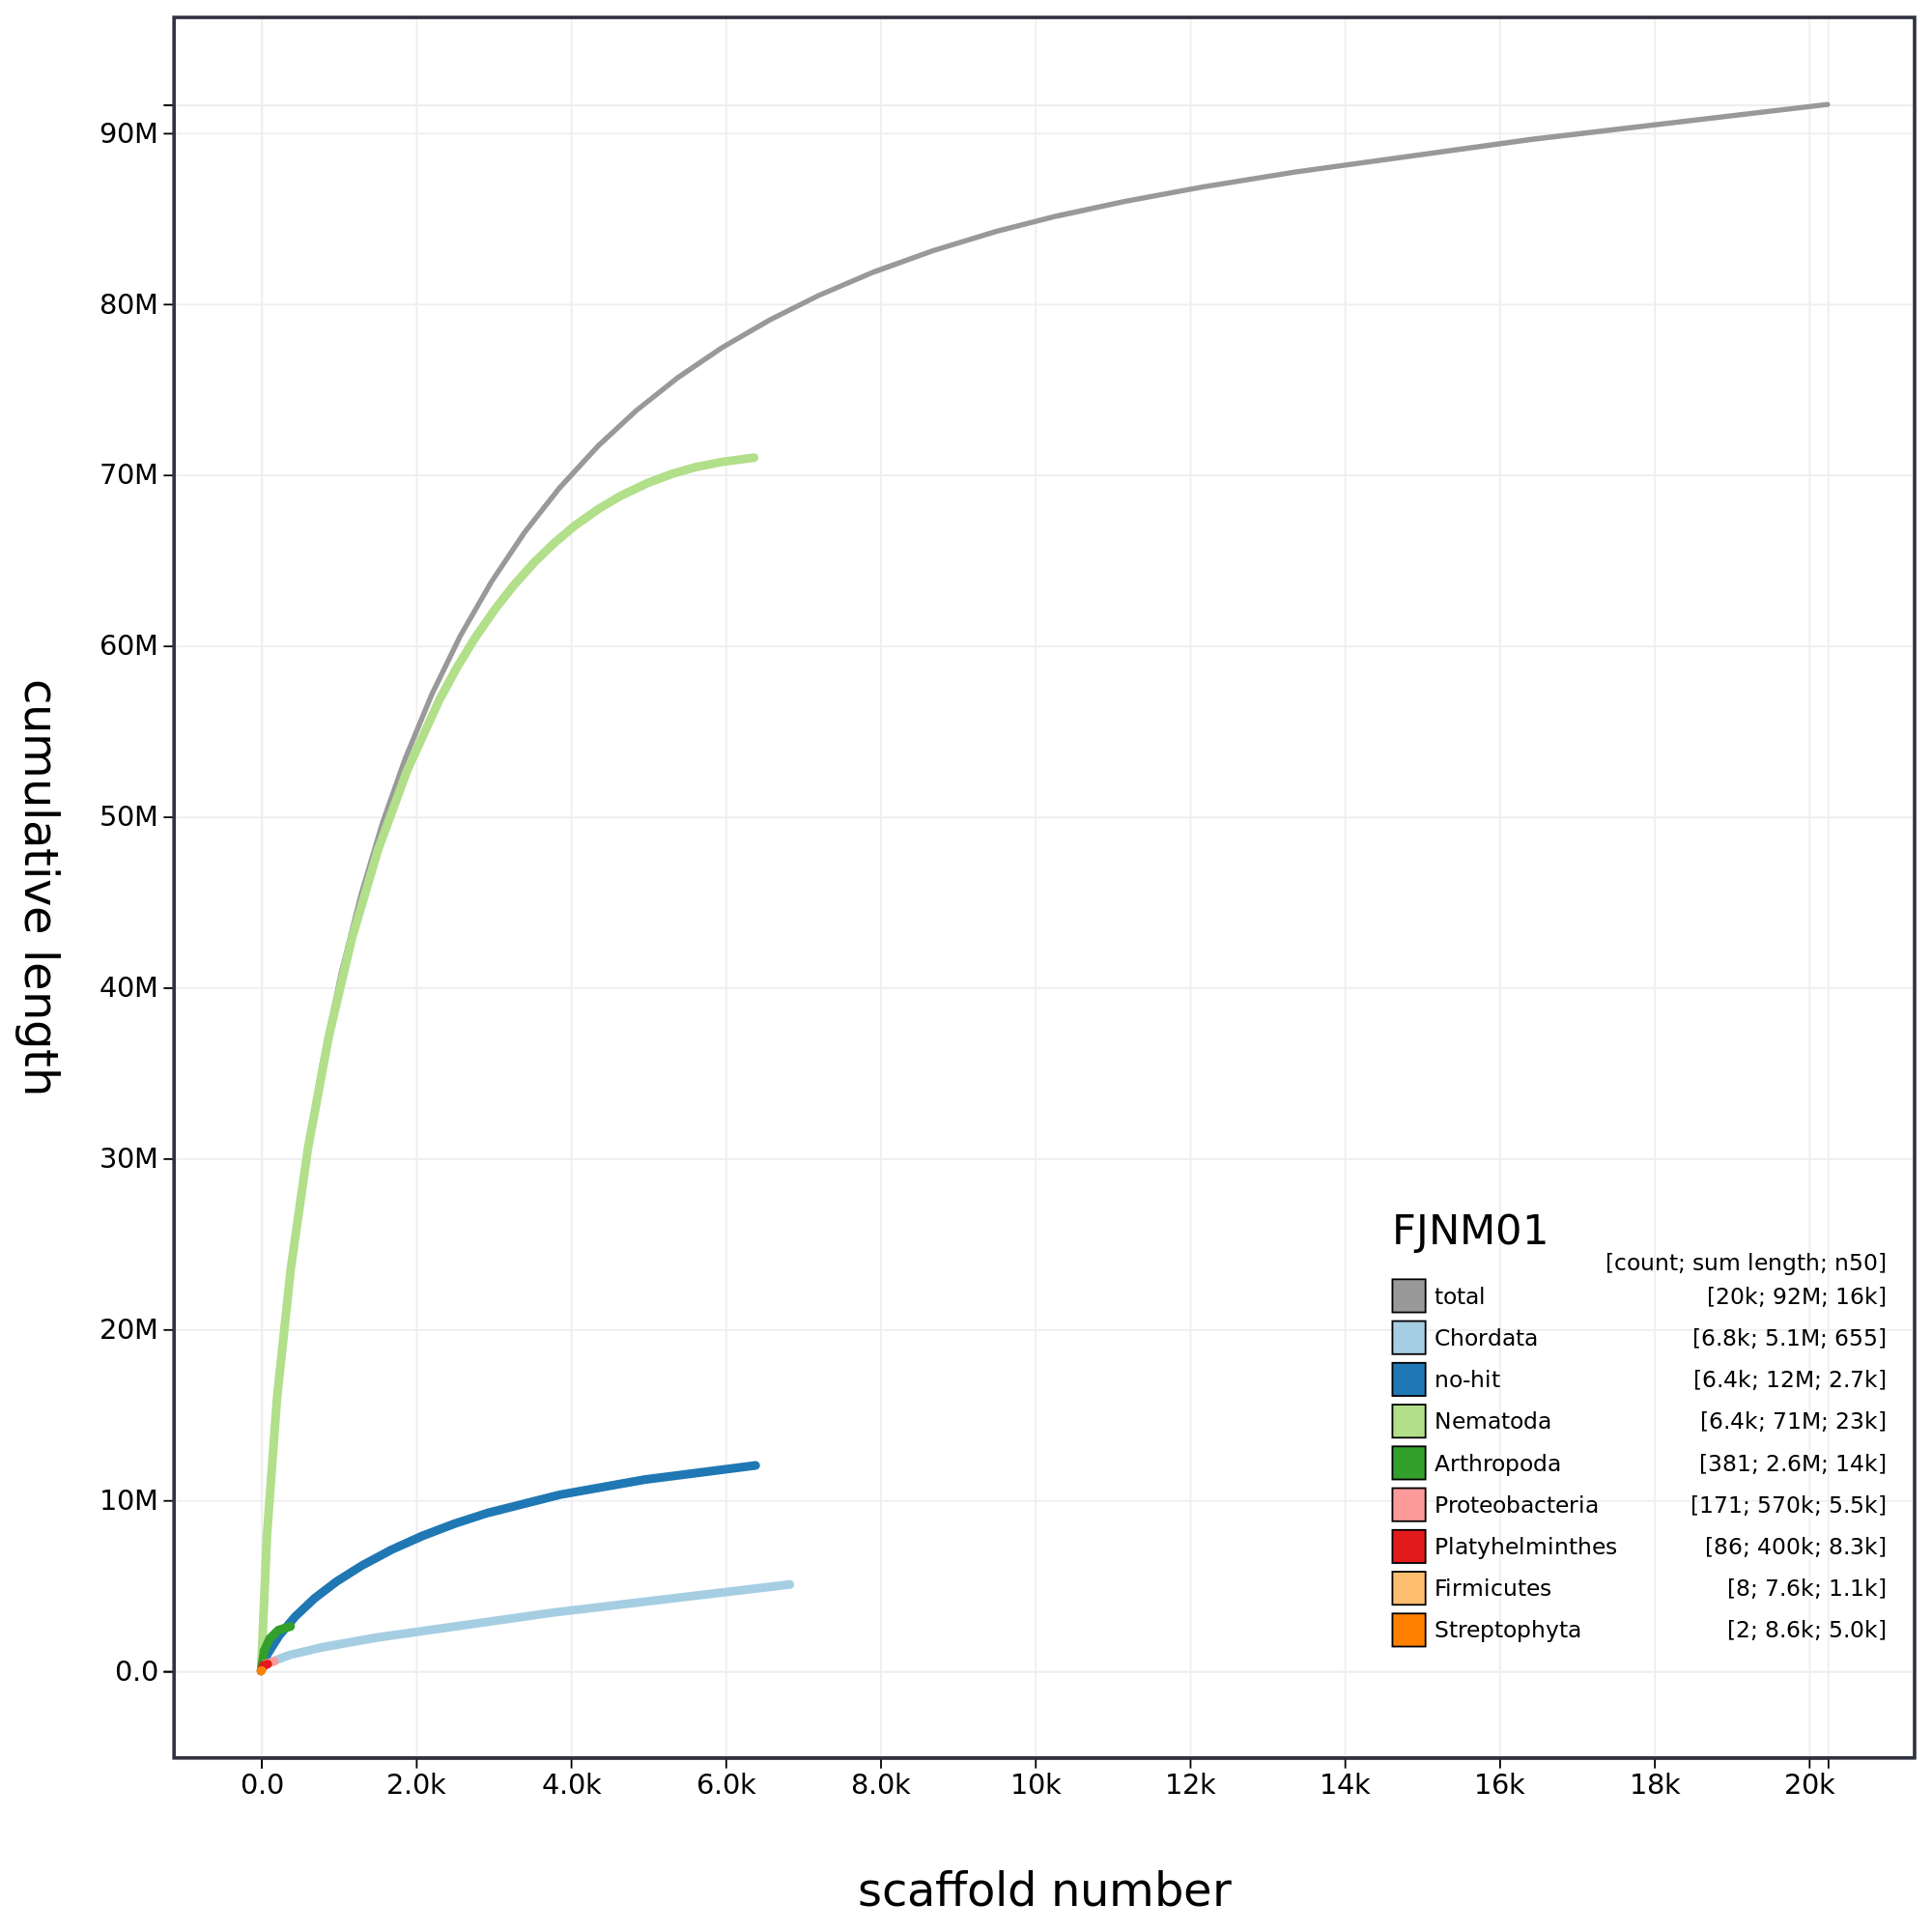 90M
80M
70M
60M
50M
40M
30M
20M
10M
0.0
cumulative length
FJNM01
[count; sum length; n50]
total [20k; 92M; 16k]
Chordata [6.8k; 5.1M; 655]
no-hit [6.4k; 12M; 2.7k]
Nematoda [6.4k; 71M; 23k]
Arthropoda [381; 2.6M; 14k]
Proteobacteria [171; 570k; 5.5k]
Platyhelminthes [86; 400k; 8.3k]
Firmicutes [8; 7.6k; 1.1k]
Streptophyta [2; 8.6k; 5.0k]
0.0 2.0k 4.0k 6.0k 8.0k 10k 12k 14k 16k 18k 20k
scaffold number